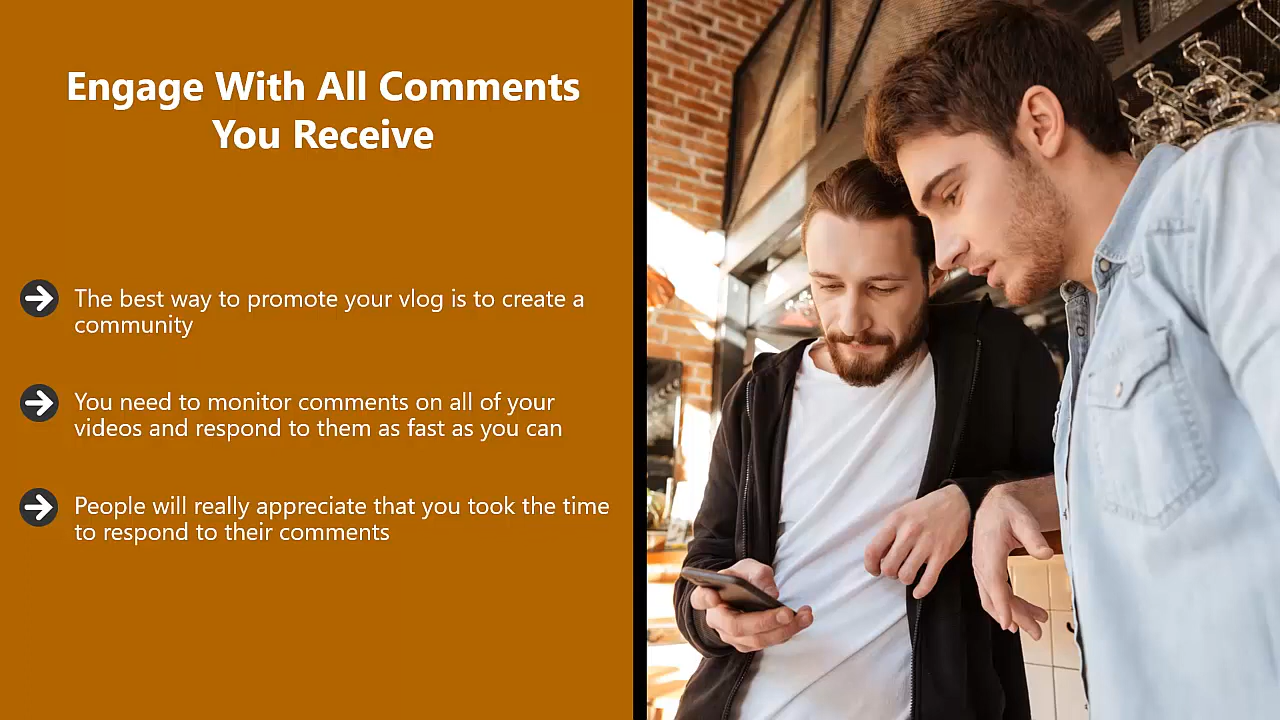 Engage With All Comments
You Receive
The best way to promote your vlog is to create a
community
You need to monitor comments on all of your
videos and respond to them as fast as you can
People will really appreciate that you took the time
to respond to their comments